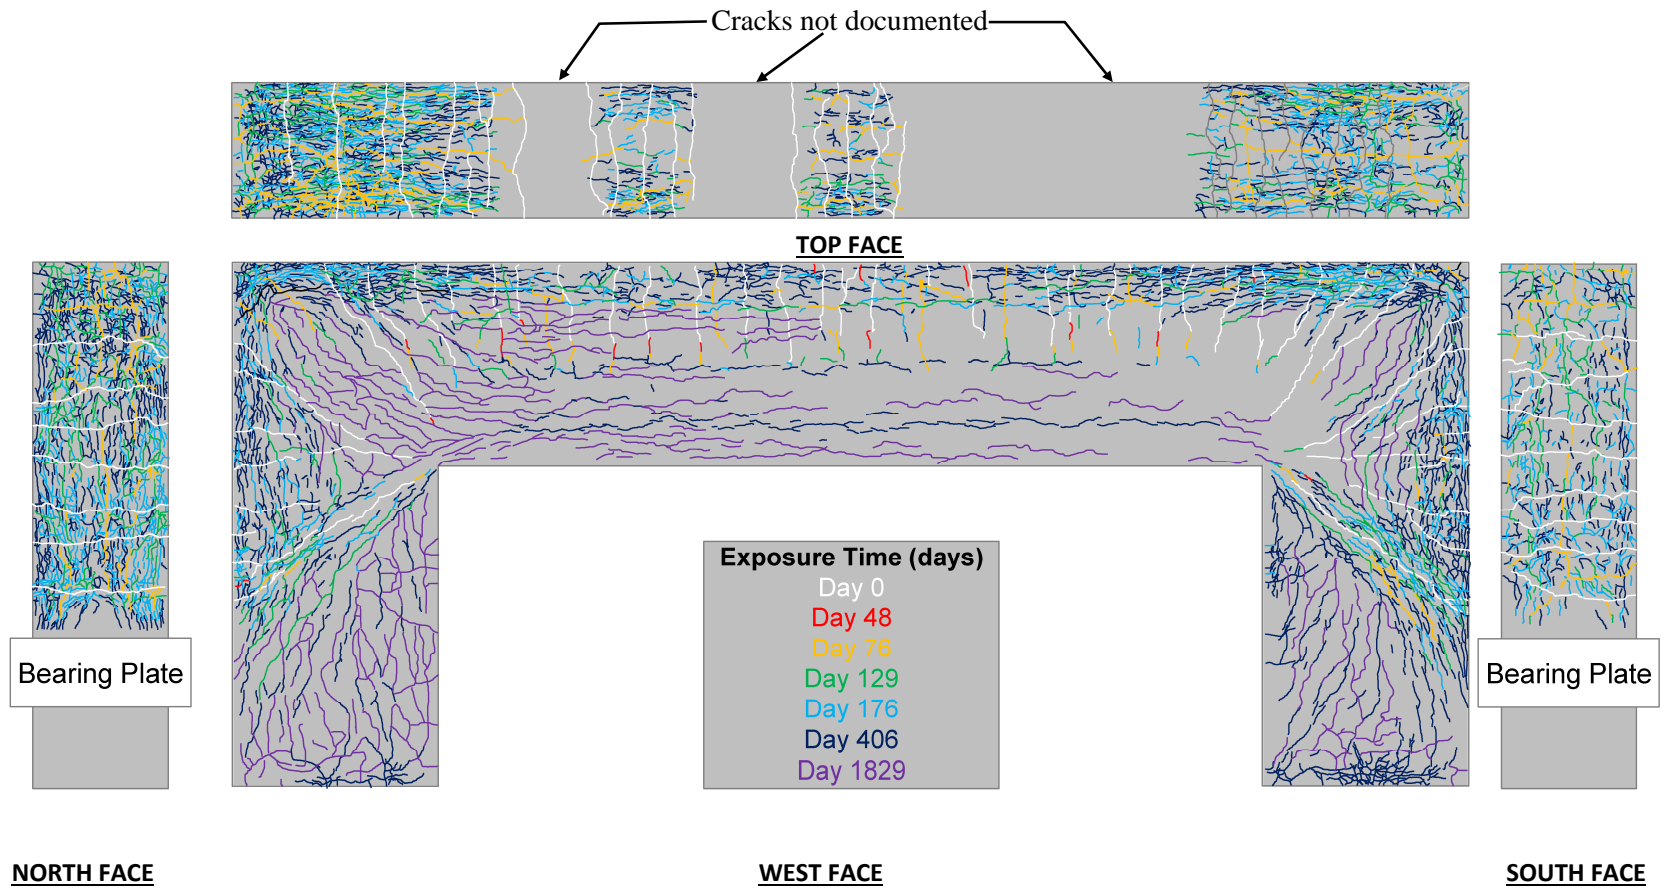 Cracks not documented
TOP FACE
Bearing Plate
Exposure Time (days)
Day 0
Day 48
Day 76
Day 129
Day 176
Day 406
Day 1829
Bearing Plate
NORTH FACE
WEST FACE
SOUTH FACE